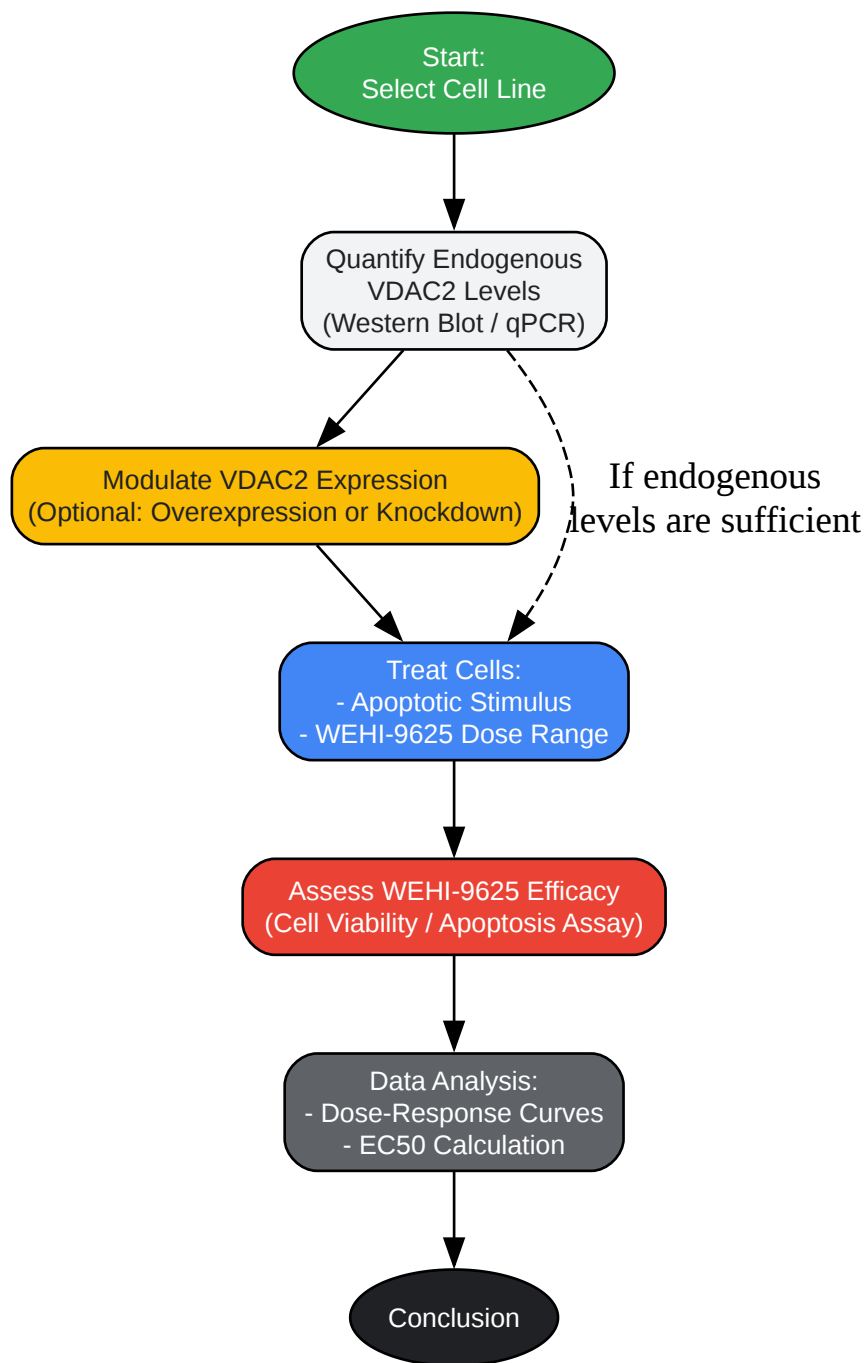 Start:
Select Cell Line
Quantify Endogenous
VDAC2 Levels
(Western Blot / qPCR)
Modulate VDAC2 Expression
(Optional: Overexpression or Knockdown)
If endogenous
levels are sufficient
Treat Cells:
- Apoptotic Stimulus
- WEHI-9625 Dose Range
Assess WEHI-9625 Efficacy
(Cell Viability / Apoptosis Assay)
Data Analysis:
- Dose-Response Curves
- EC50 Calculation
Conclusion